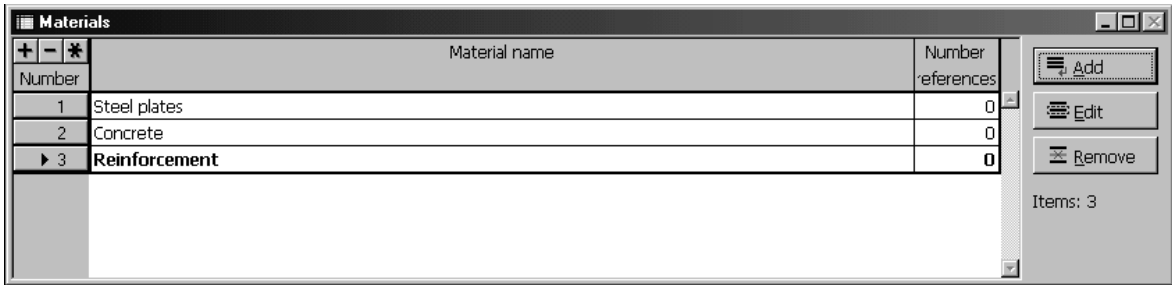 Materials
+ - *
Material name
Number
Number
eferences
1 Steel plates 0
2 Concrete 0
3 Reinforcement 0
Add
Edit
Remove
Items: 3